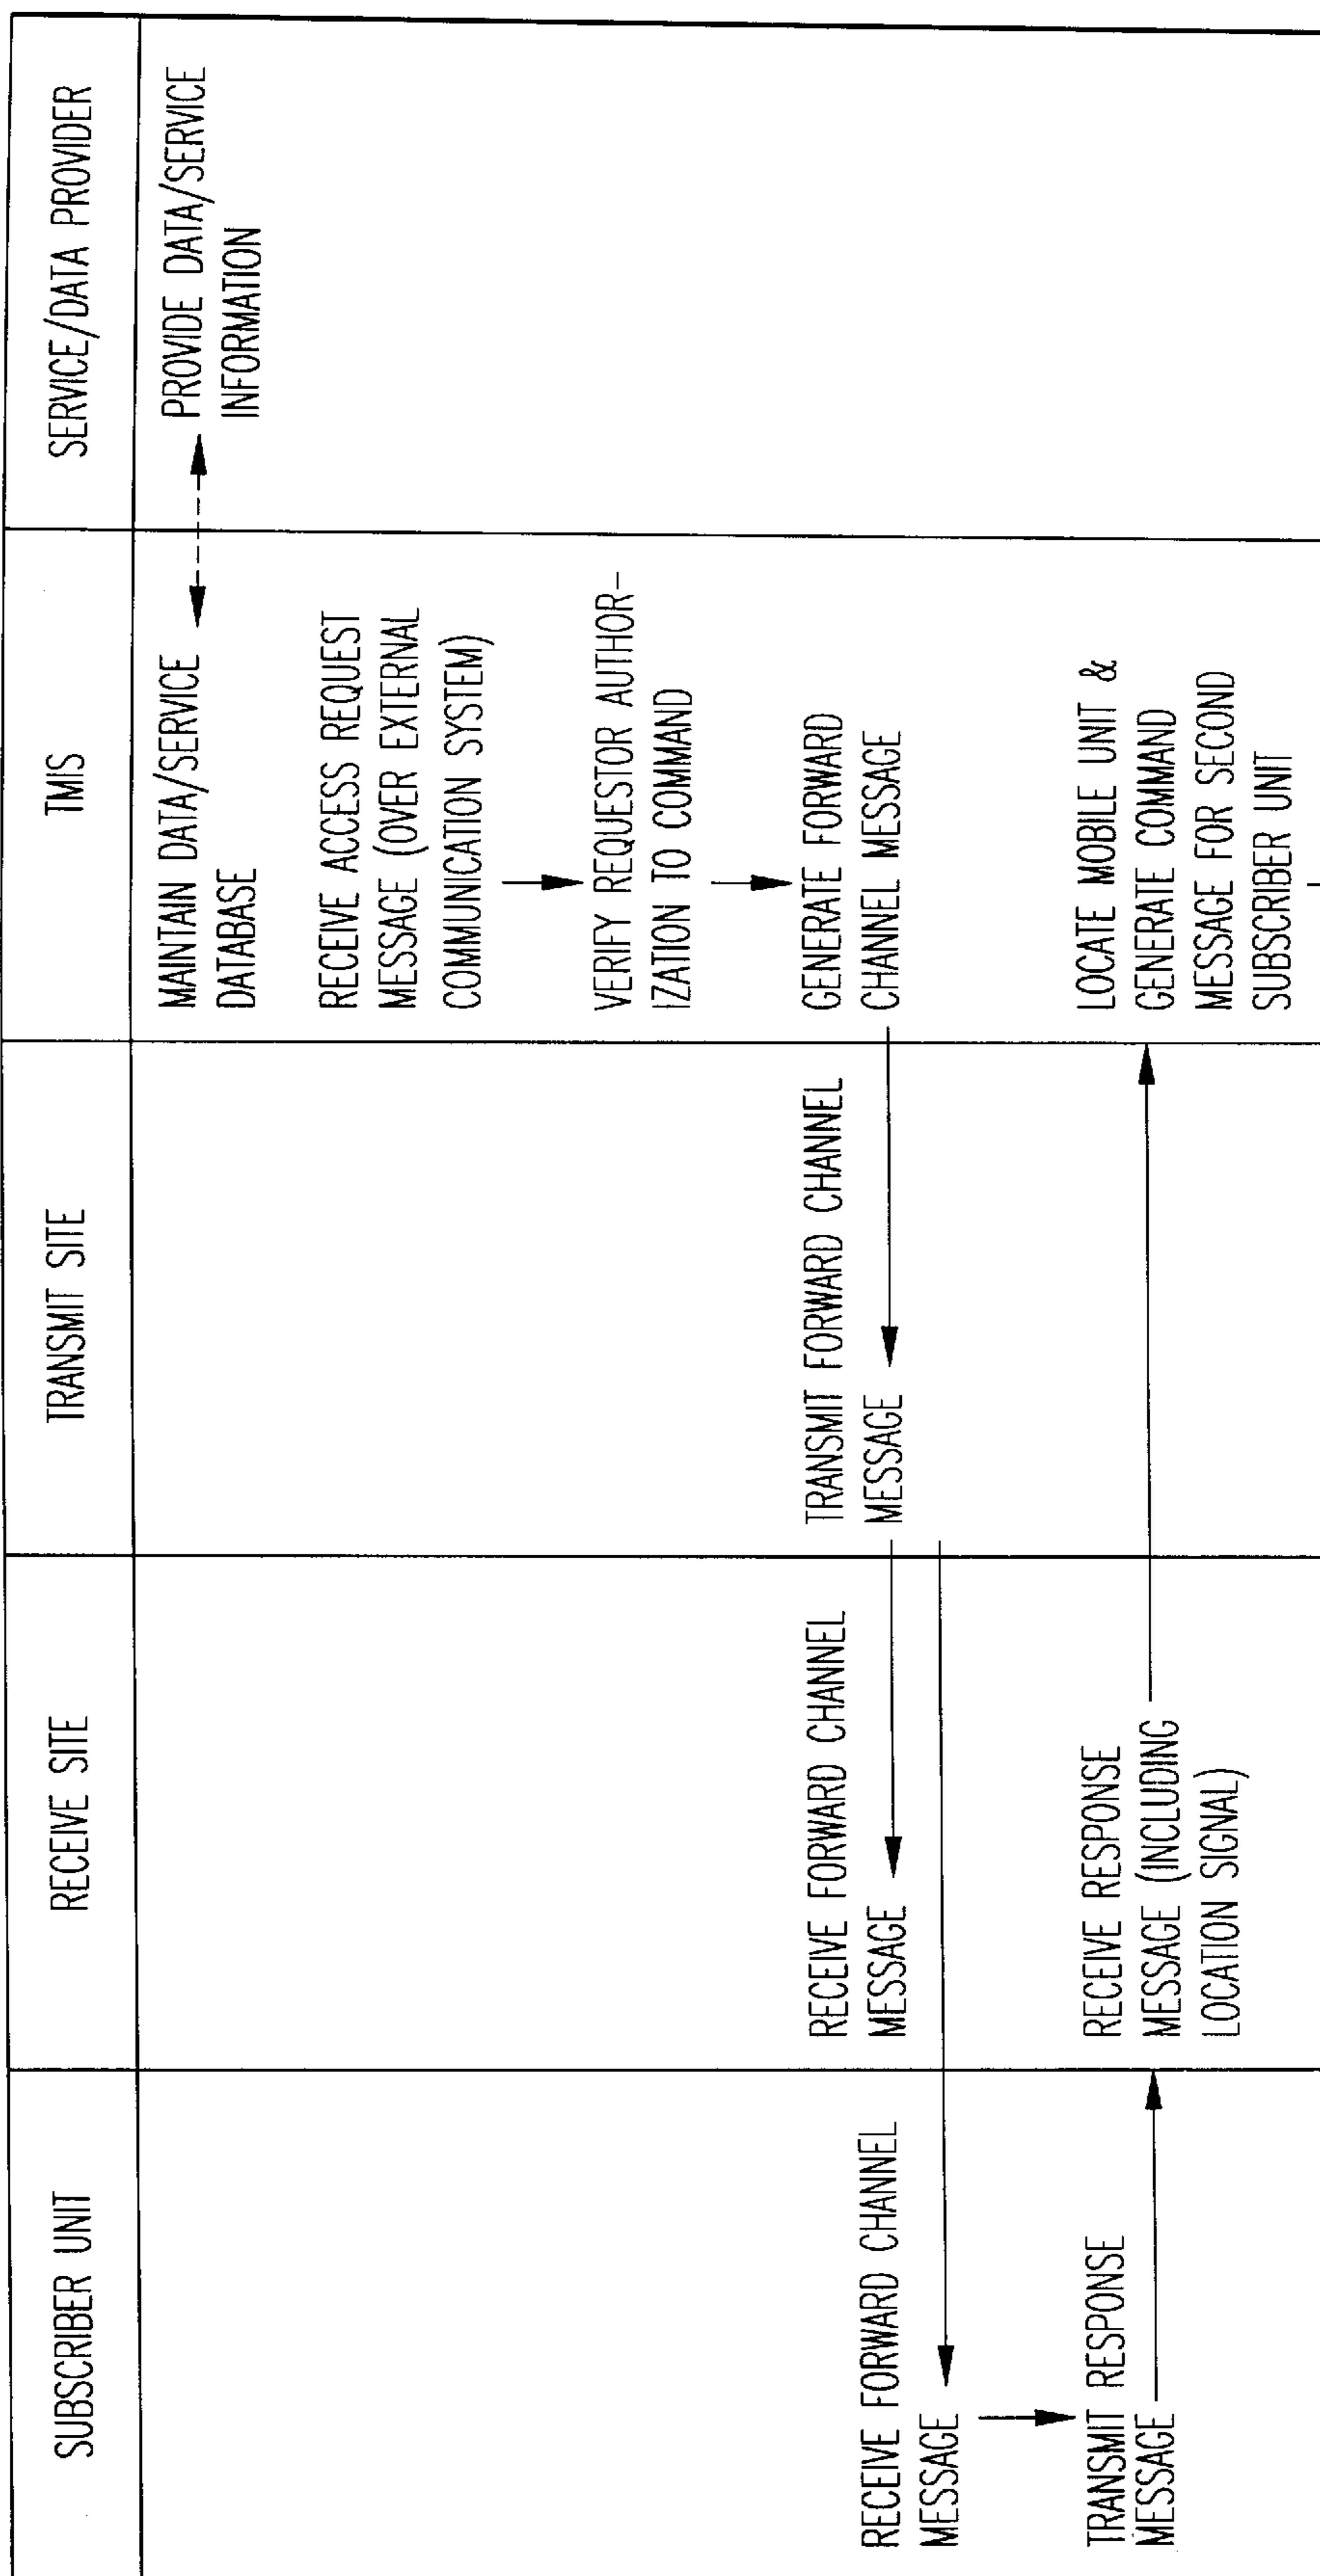 SUBSCRIBER UNIT
RECEIVE SITE
TRANSMIT SITE
TMIS
SERVICE/DATA PROVIDER
MAINTAIN DATA/SERVICE
DATABASE
PROVIDE DATA/SERVICE
INFORMATION
RECEIVE ACCESS REQUEST
MESSAGE (OVER EXTERNAL
COMMUNICATION SYSTEM)
VERIFY REQUESTOR AUTHOR-
IZATION TO COMMAND
GENERATE FORWARD
CHANNEL MESSAGE
TRANSMIT FORWARD CHANNEL
MESSAGE
RECEIVE FORWARD CHANNEL
MESSAGE
RECEIVE FORWARD CHANNEL
MESSAGE
TRANSMIT RESPONSE
MESSAGE
RECEIVE RESPONSE
MESSAGE (INCLUDING
LOCATION SIGNAL)
LOCATE MOBILE UNIT &
GENERATE COMMAND
MESSAGE FOR SECOND
SUBSCRIBER UNIT